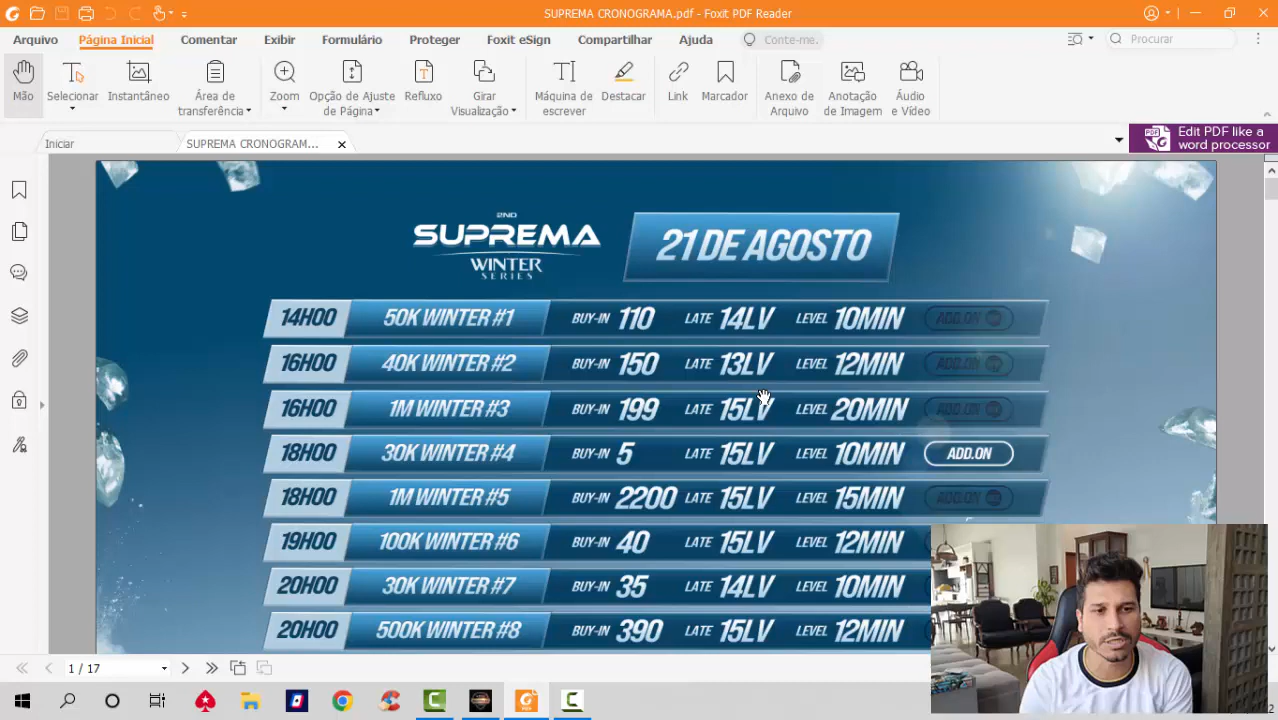 SUPREMA CRONOGRAMA.pdf - Foxit PDF Reader
Arquivo Página Inicial Comentar Exibir Formulário Proteger Foxit eSign Compartilhar Ajuda Conte-me. Procurar
Mão Selecionar Instantâneo Área de transferência Zoom Opção de Ajuste de Página Refluxo Girar Visualização Máquina de escrever Destacar Link Marcador Anexo de Arquivo Anotação de Imagem Áudio e Vídeo
Iniciar SUPREMA CRONOGRAM...
Edit PDF like a
word processor
2ND
SUPREMA
WINTER
SERIES
21 DE AGOSTO
14H00 50K WINTER #1 BUY-IN 110 LATE 14LV LEVEL 10MIN ADD.ON
16H00 40K WINTER #2 BUY-IN 150 LATE 13LV LEVEL 12MIN ADD.ON
16H00 1M WINTER #3 BUY-IN 199 LATE 15LV LEVEL 20MIN ADD.ON
18H00 30K WINTER #4 BUY-IN 5 LATE 15LV LEVEL 10MIN ADD.ON
18H00 1M WINTER #5 BUY-IN 2200 LATE 15LV LEVEL 15MIN ADD.ON
19H00 100K WINTER #6 BUY-IN 40 LATE 15LV LEVEL 12MIN
20H00 30K WINTER #7 BUY-IN 35 LATE 14LV LEVEL 10MIN
20H00 500K WINTER #8 BUY-IN 390 LATE 15LV LEVEL 12MIN
1 / 17